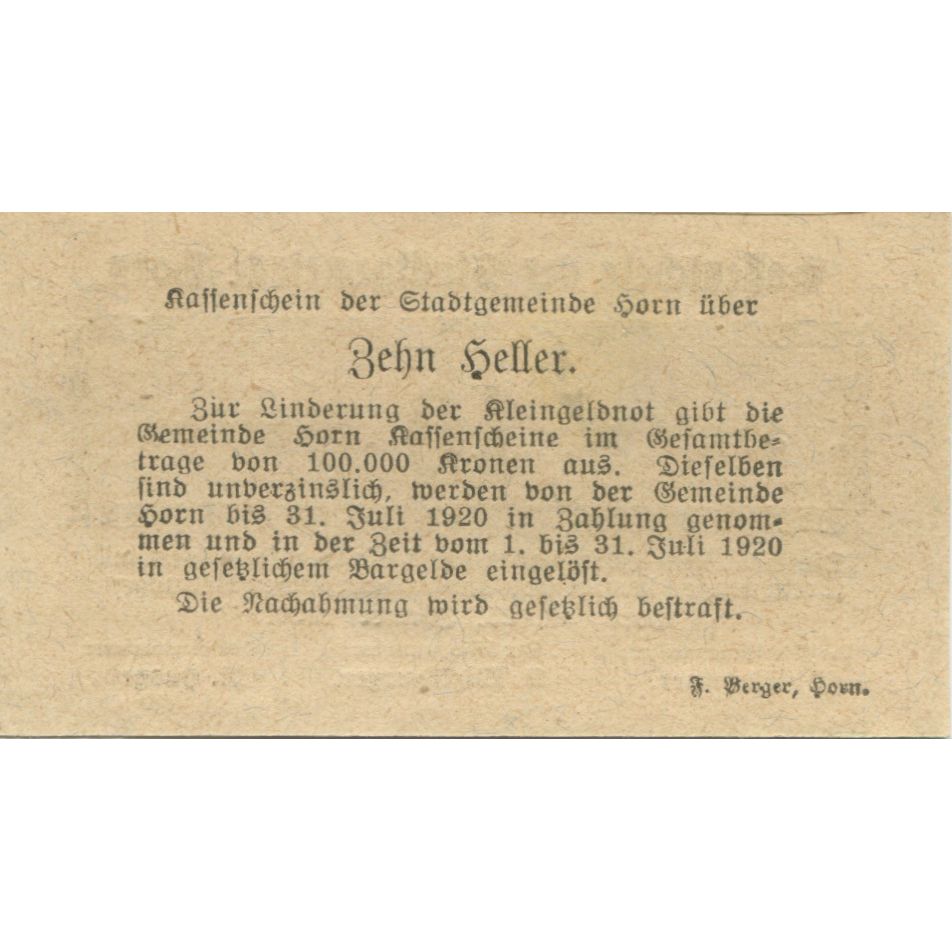 Kassenschein der Stadtgemeinde Horn über
Zehn Heller.
Zur Linderung der Kleingeldnot gibt die
Gemeinde Horn Kassenscheine im Gesamtbe-
trage von 100.000 Kronen aus. Dieselben
sind unverzinslich, werden von der Gemeinde
Horn bis 31. Juli 1920 in Zahlung genom-
men und in der Zeit vom 1. bis 31. Juli 1920
in gesetzlichem Bargelde eingelöst.
Die Nachahmung wird gesetzlich bestraft.
F. Berger, Horn.